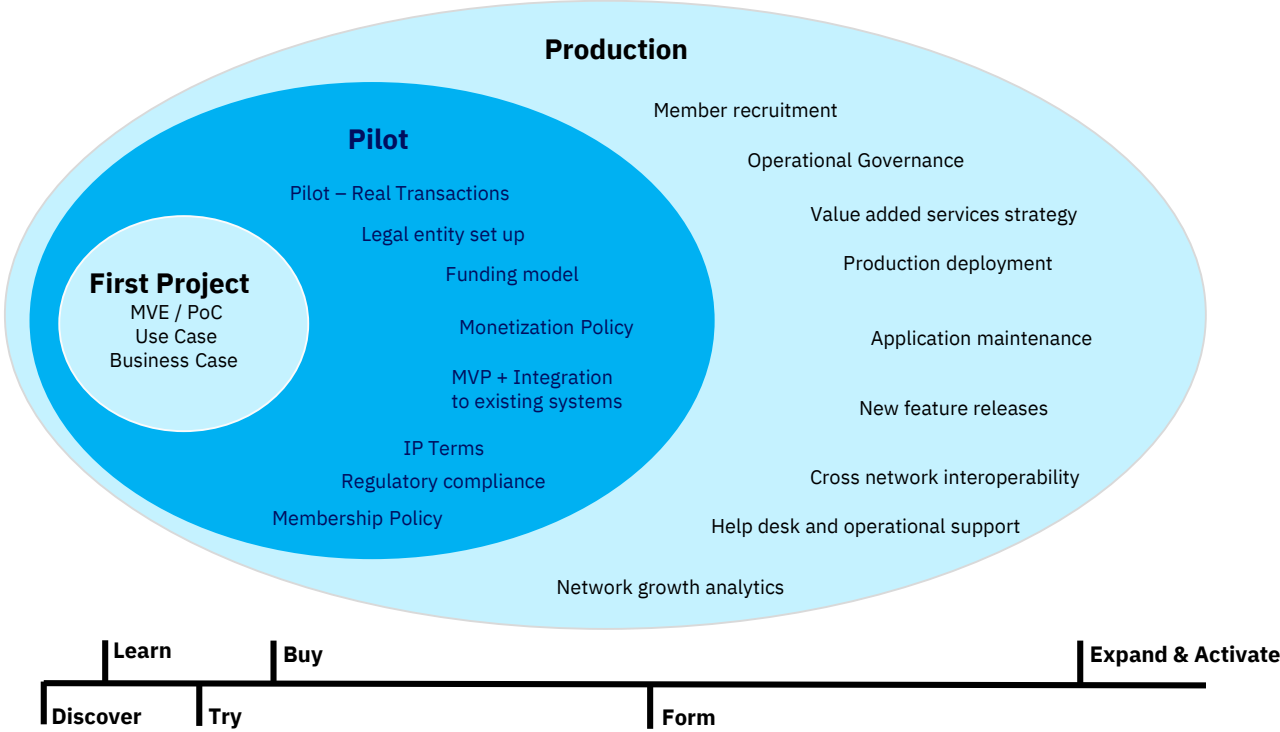 Production
Member recruitment
Operational Governance
Value added services strategy
Production deployment
Application maintenance
New feature releases
Cross network interoperability
Help desk and operational support
Network growth analytics
Pilot
Pilot – Real Transactions
Legal entity set up
Funding model
Monetization Policy
MVP + Integration
to existing systems
IP Terms
Regulatory compliance
Membership Policy
First Project
MVE / PoC
Use Case
Business Case
Discover
Learn
Try
Buy
Form
Expand & Activate